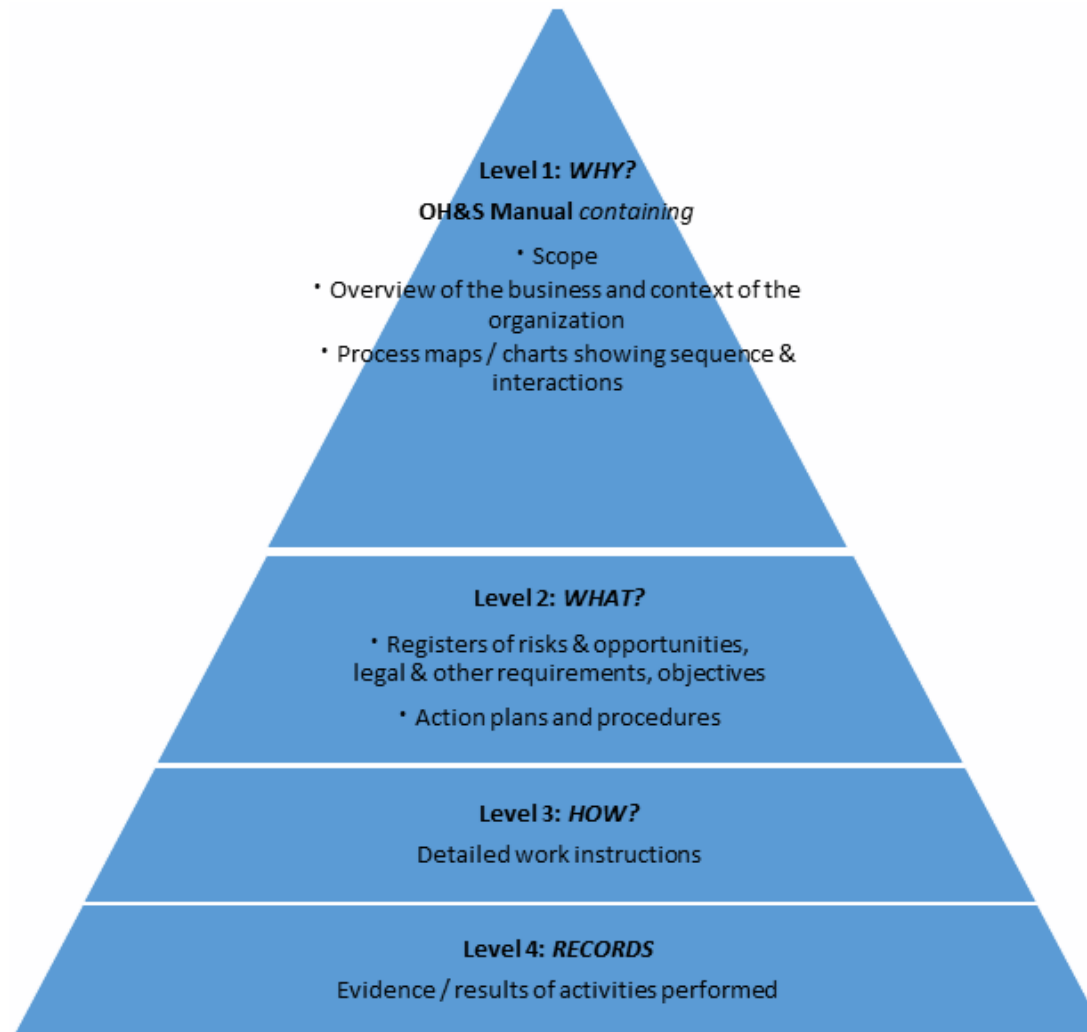 Level 1: WHY?
OH&S Manual containing
• Scope
• Overview of the business and context of the
organization
• Process maps / charts showing sequence &
interactions
Level 2: WHAT?
• Registers of risks & opportunities,
legal & other requirements, objectives
• Action plans and procedures
Level 3: HOW?
Detailed work instructions
Level 4: RECORDS
Evidence / results of activities performed